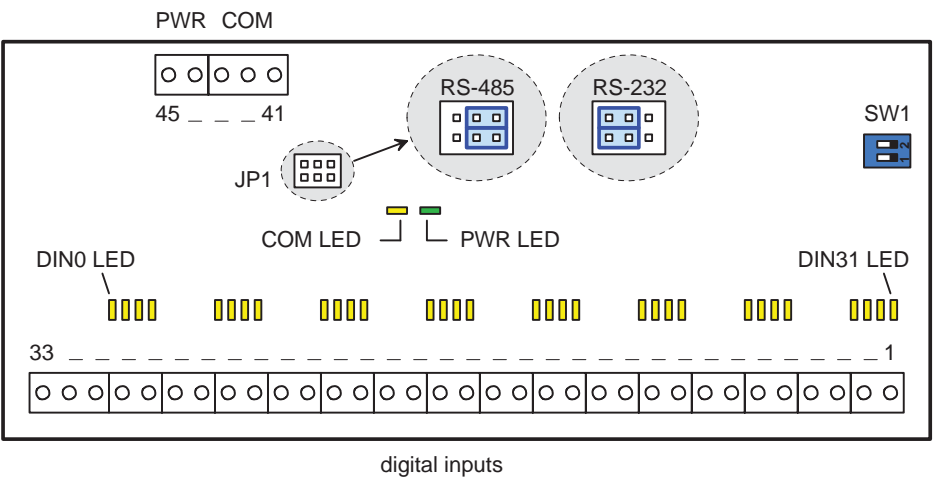 PWR COM
45 _ _ _ 41
RS-485
RS-232
SW1
2
1
JP1
COM LED
PWR LED
DIN0 LED
DIN31 LED
33 _ _ _ _ _ _ _ _ _ _ _ _ _ _ _ _ _ _ _ _ _ _ _ _ _ _ _ _ _ _ _ 1
digital inputs